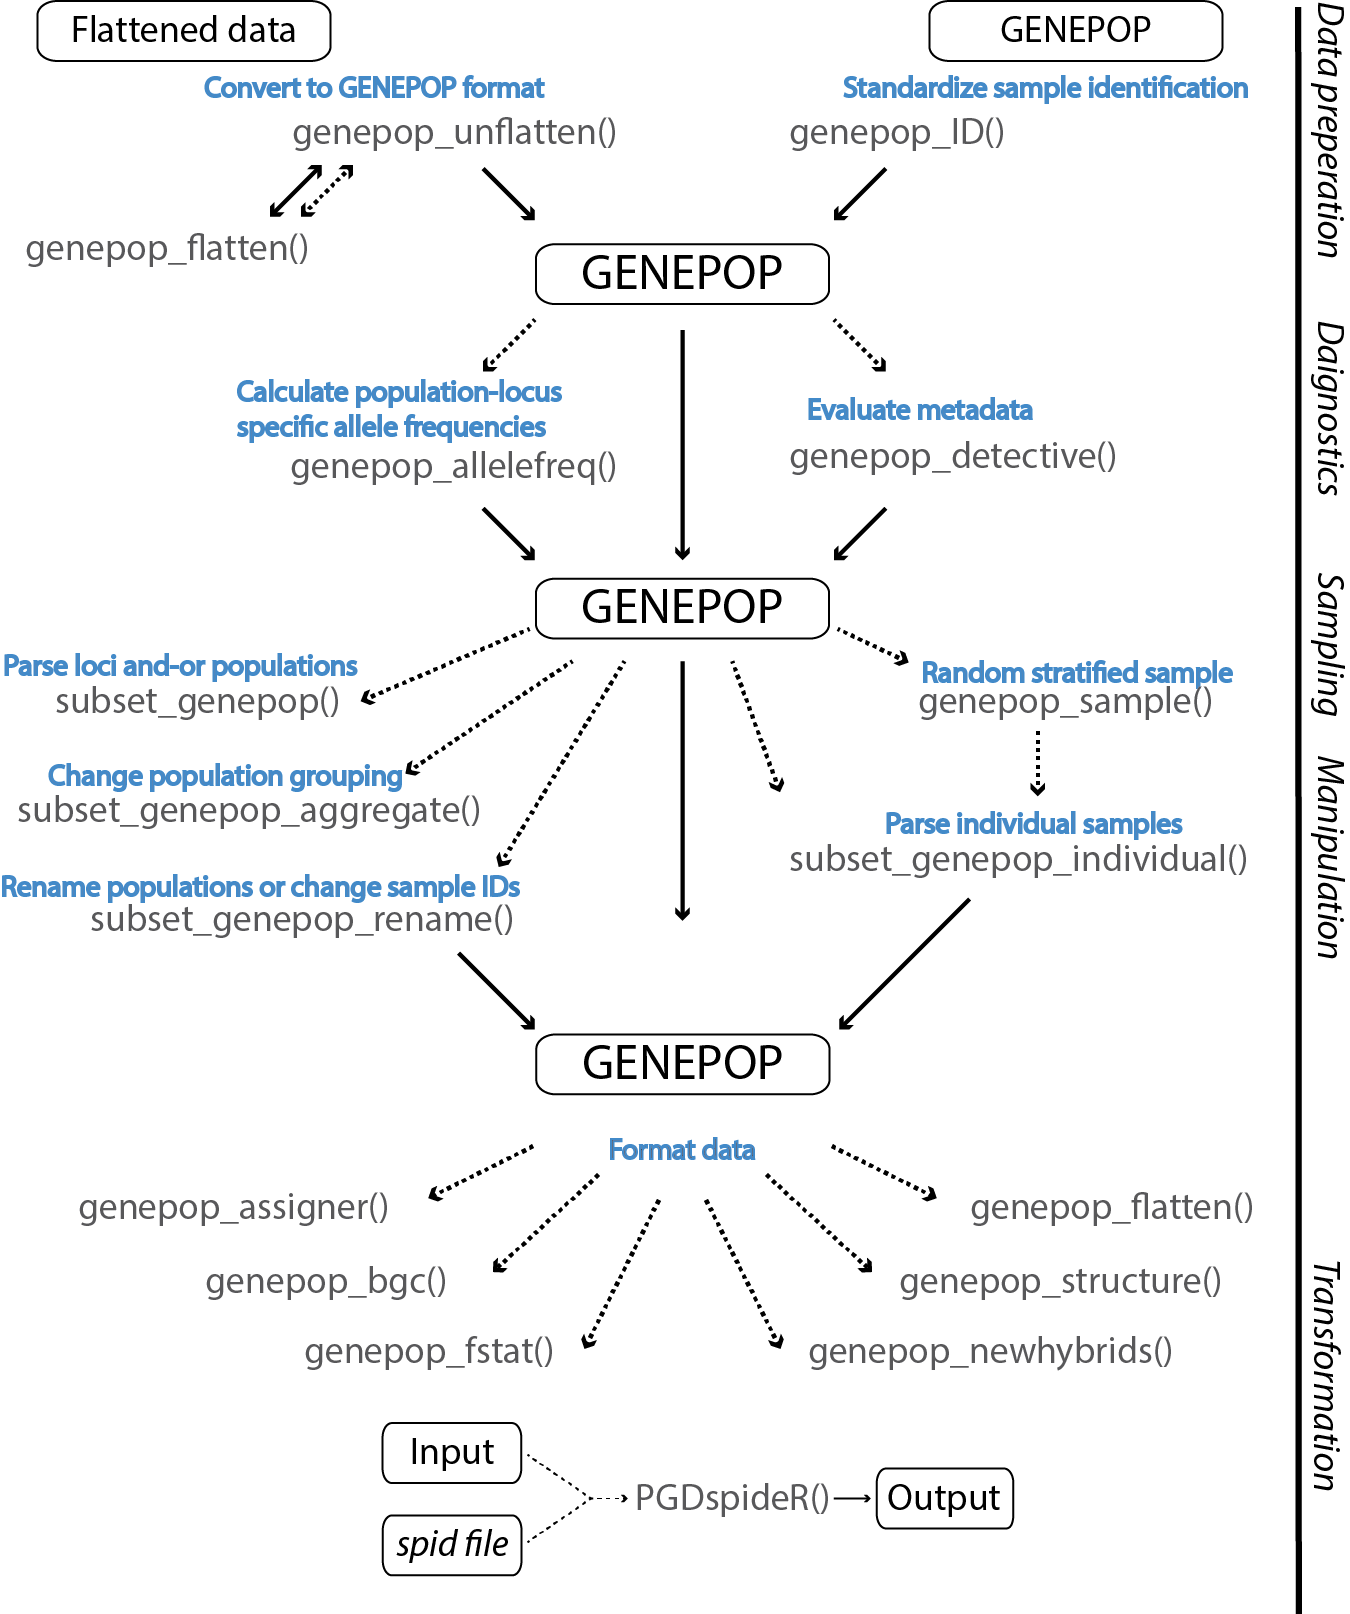 Flattened data
GENEPOP
Data preperation
Convert to GENEPOP format
Standardize sample identification
genepop_unflatten()
genepop_ID()
genepop_flatten()
GENEPOP
Daignostics
Calculate population-locus
specific allele frequencies
genepop_allelefreq()
Evaluate metadata
genepop_detective()
GENEPOP
Sampling
Parse loci and-or populations
subset_genepop()
Random stratified sample
genepop_sample()
Manipulation
Change population grouping
subset_genepop_aggregate()
Parse individual samples
subset_genepop_individual()
Rename populations or change sample IDs
subset_genepop_rename()
GENEPOP
Format data
genepop_assigner()
genepop_flatten()
genepop_bgc()
genepop_structure()
genepop_fstat()
genepop_newhybrids()
Transformation
Input
spid file
PGDspideR()
Output